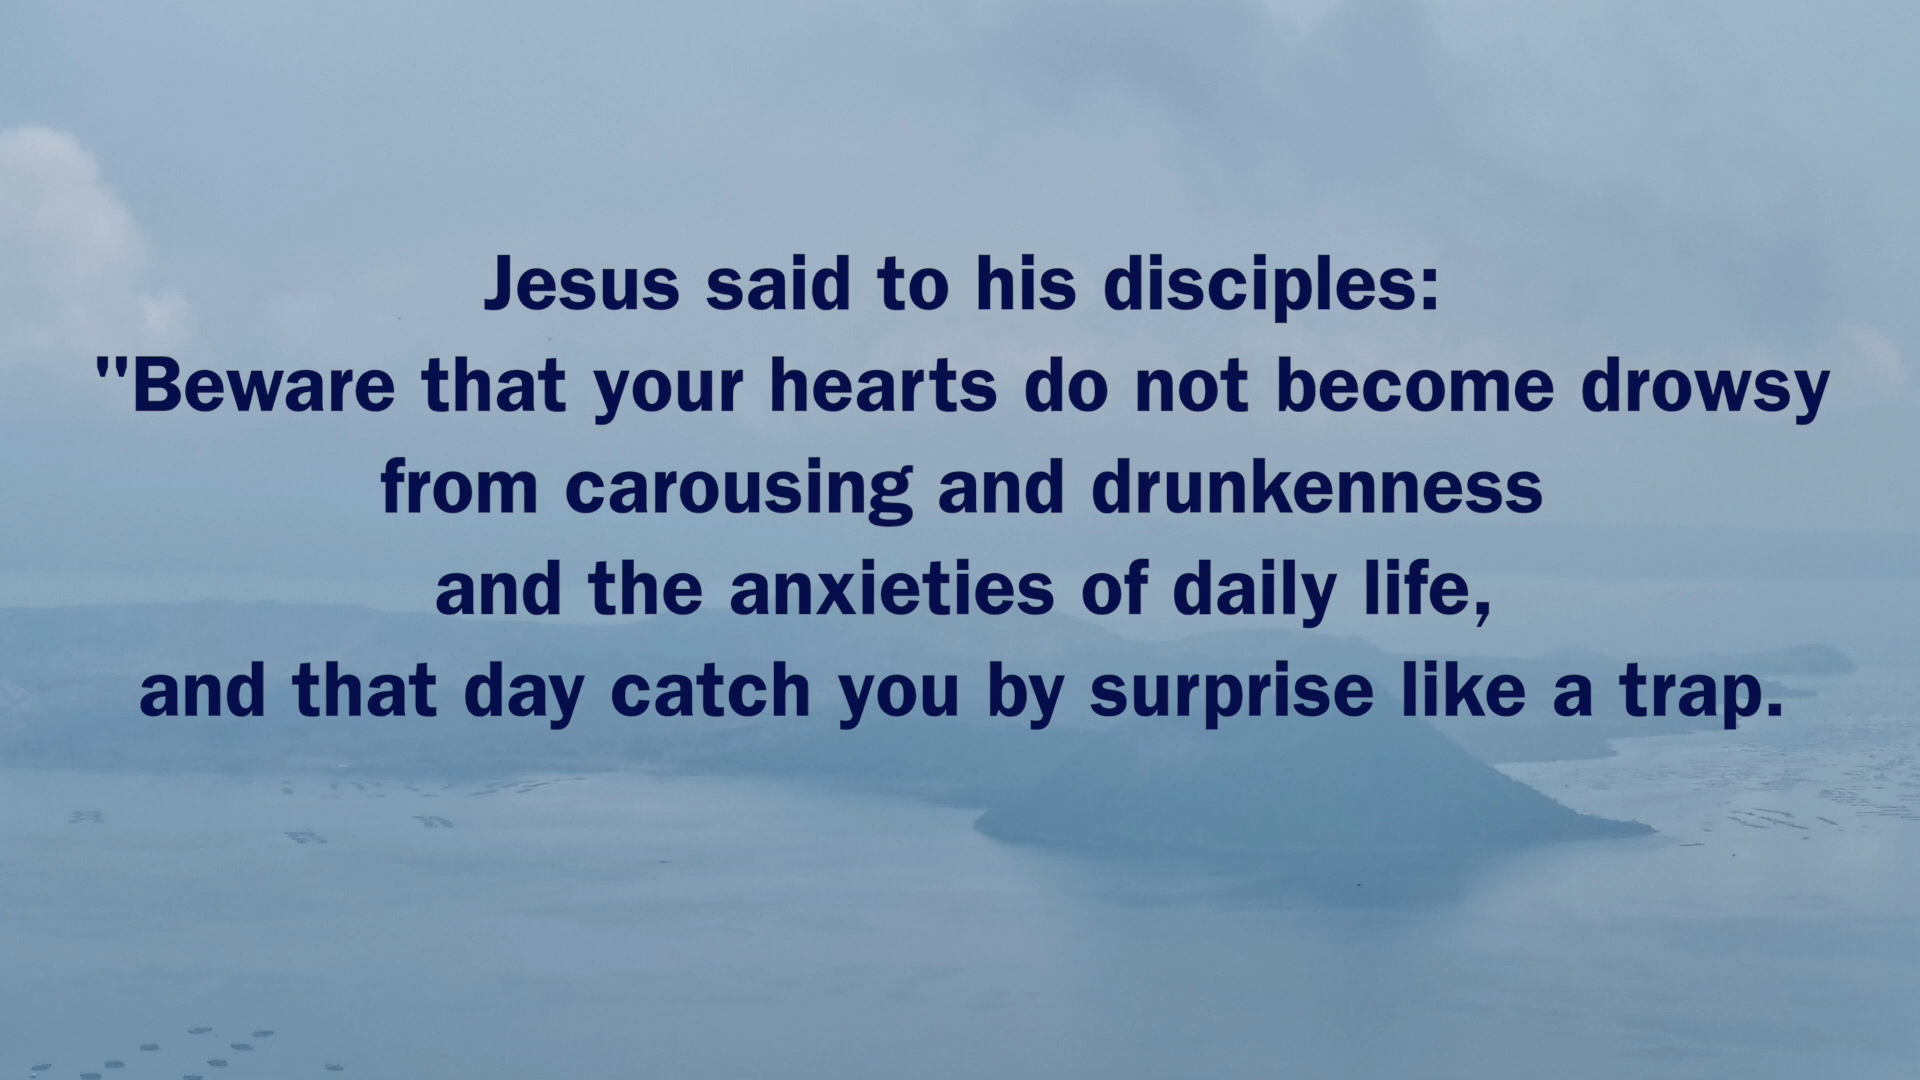 Jesus said to his disciples:
"Beware that your hearts do not become drowsy
from carousing and drunkenness
and the anxieties of daily life,
and that day catch you by surprise like a trap.